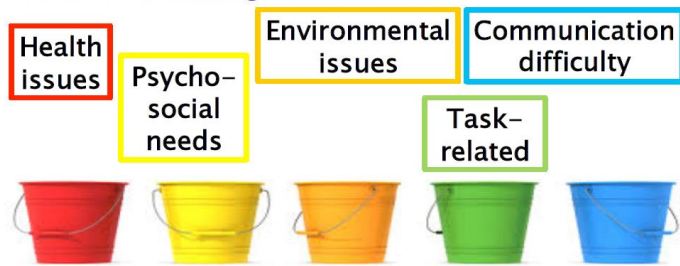 Health
issues
Psycho-
social
needs
Environmental
issues
Task-
related
Communication
difficulty